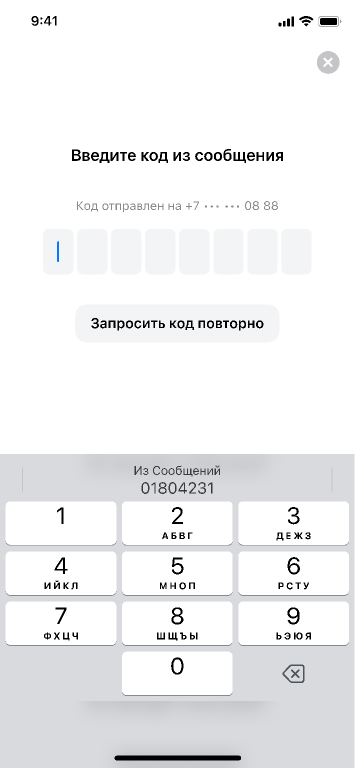 9:41
Введите код из сообщения
Код отправлен на +7 ••• ••• 08 88
Запросить код повторно
Из Сообщений
01804231
1
2
АБВГ
3
ДЕЖЗ
4
ИЙКЛ
5
МНОП
6
РСТУ
7
ФХЦЧ
8
ШЩЪЫ
9
ЬЭЮЯ
0